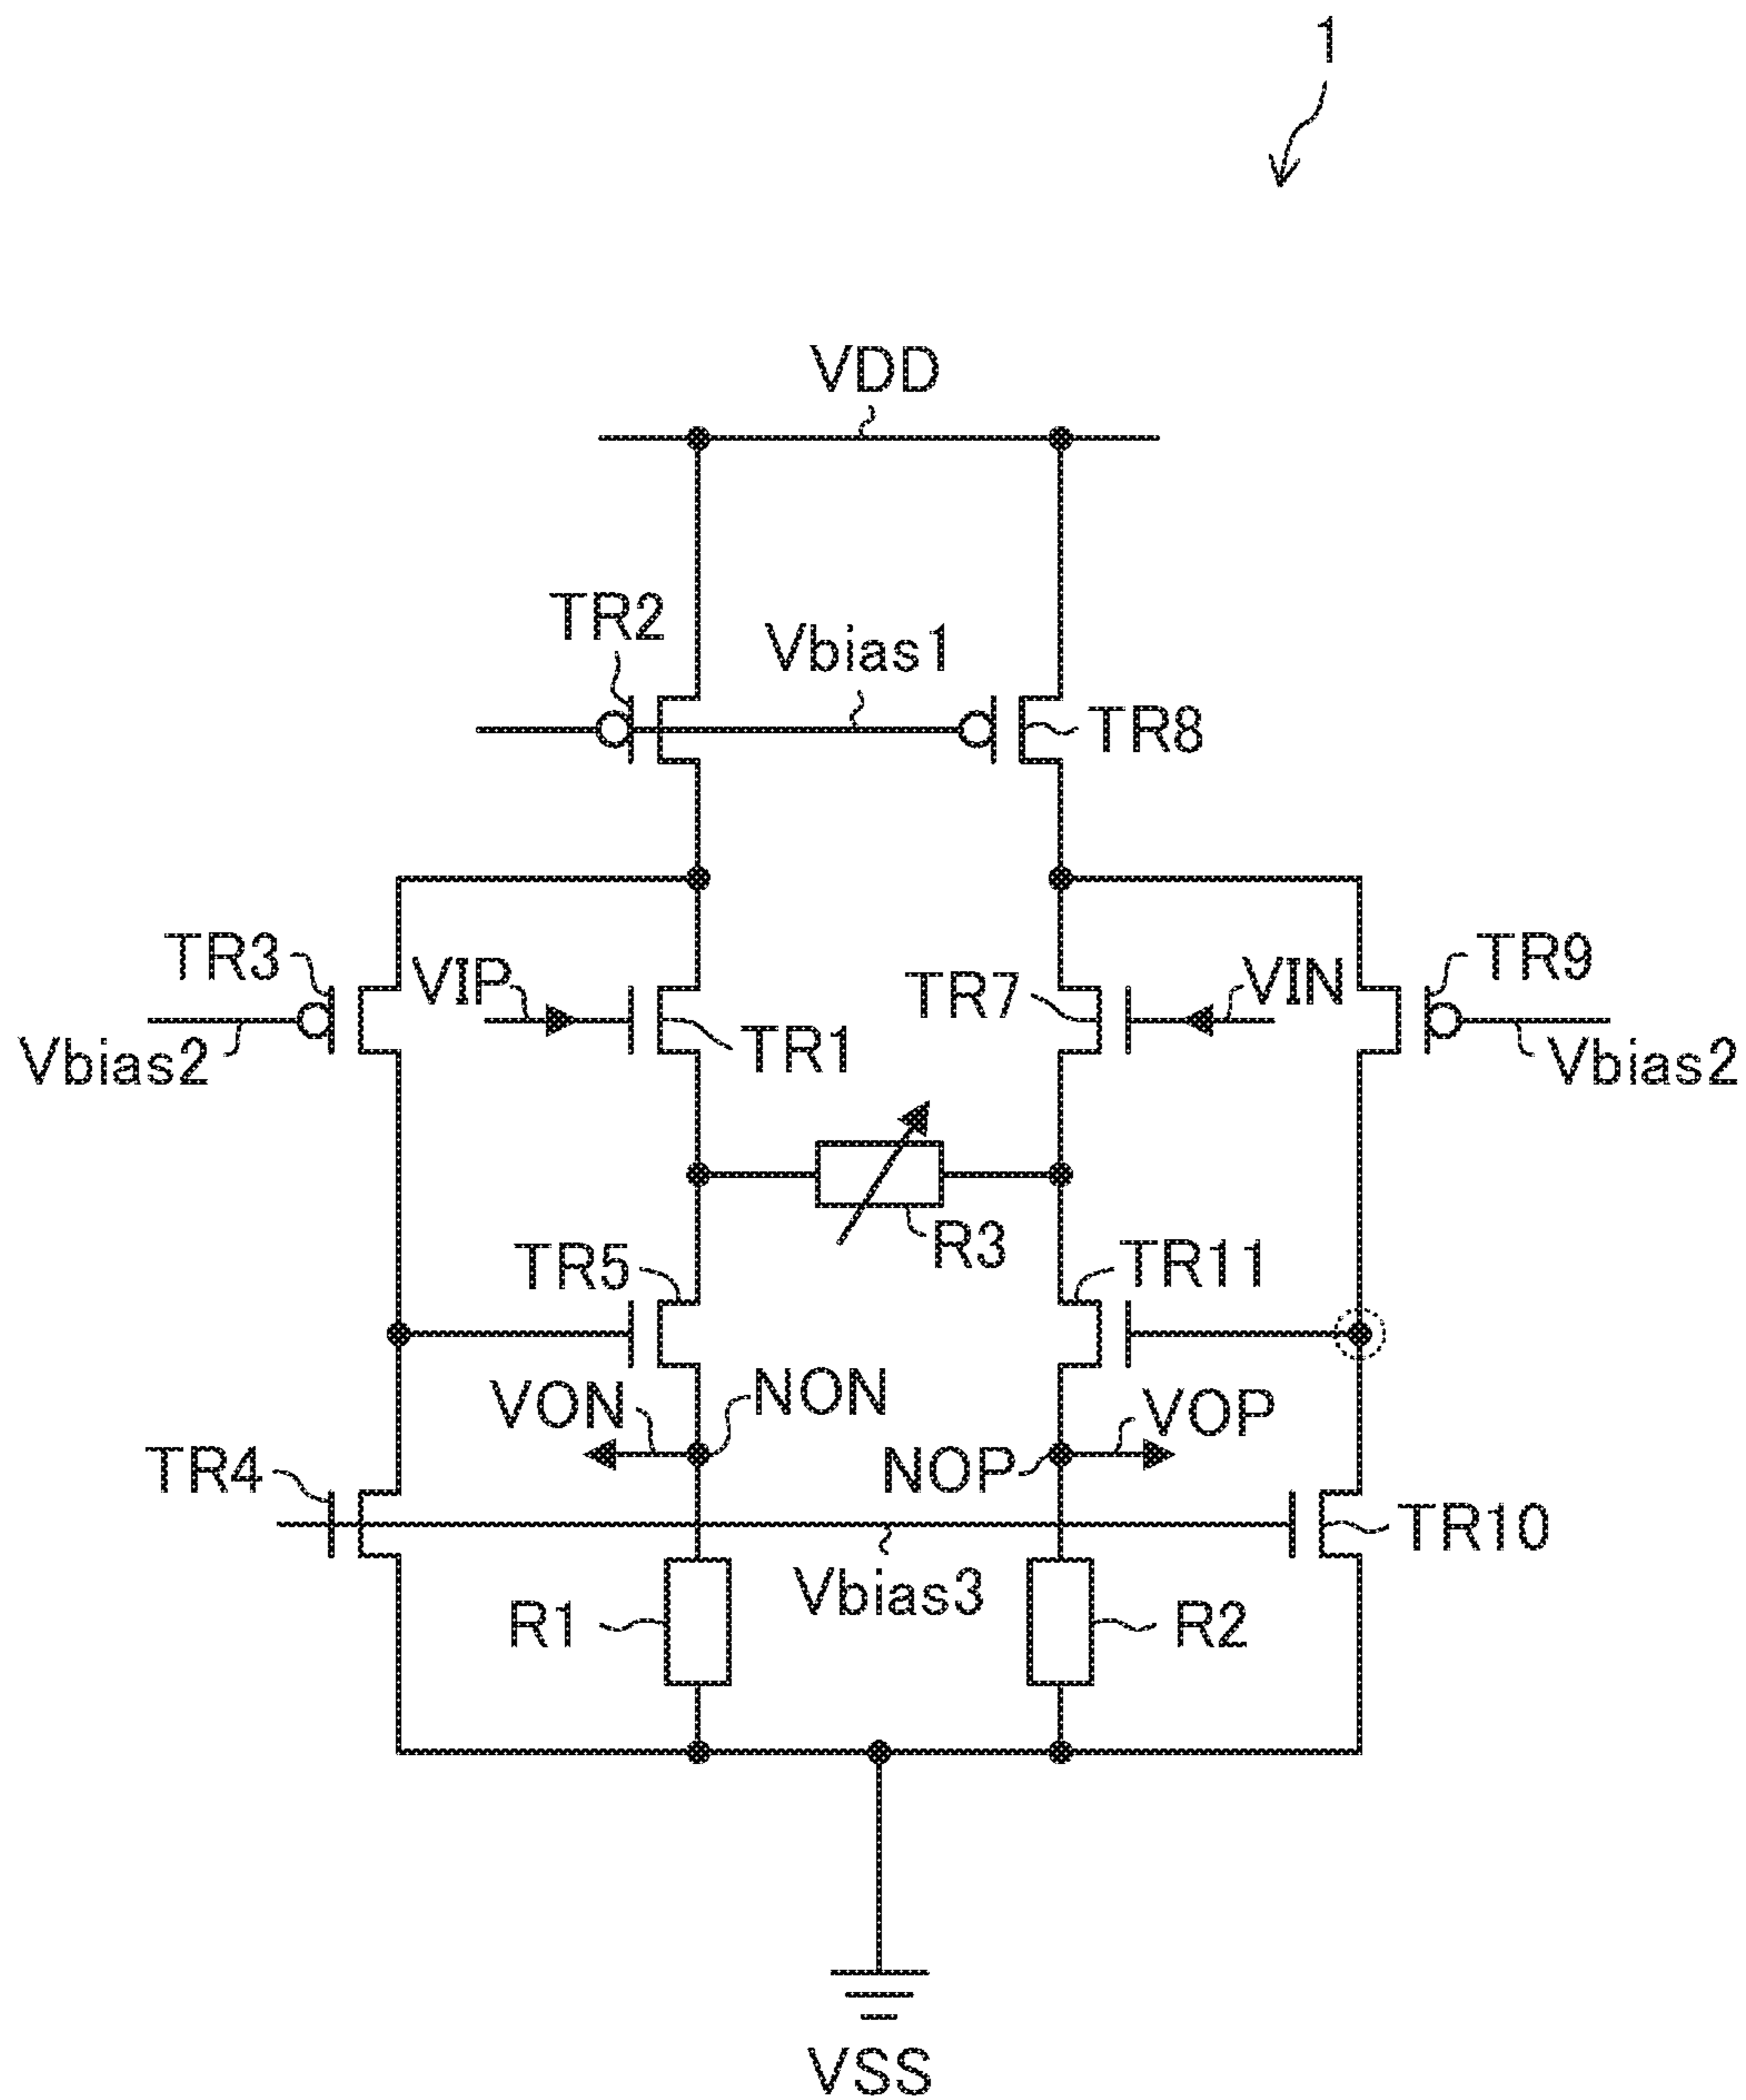 1
VDD
TR2
Vbias1
TR8
TR3
VIP
TR7
VIN
TR9
Vbias2
TR1
Vbias2
R3
TR5
TR11
VON
NON
VOP
NOP
TR4
TR10
Vbias3
R1
R2
VSS